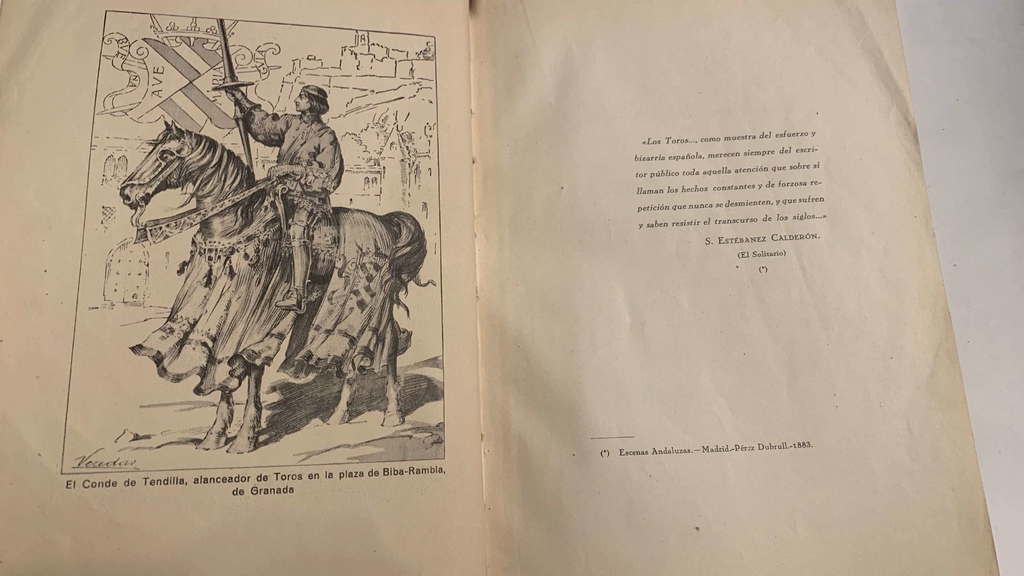 AVE
Veredas
El Conde de Tendilla, alanceador de Toros en la plaza de Biba-Rambla,
de Granada
«Los Toros..., como muestra del esfuerzo y
bizarría española, merecen siempre del escri-
tor público toda aquella atención que sobre sí
llaman los hechos constantes y de forzosa re-
petición que nunca se desmienten, y que sufren
y saben resistir el transcurso de los siglos...»
S. Estébanez Calderón.
(El Solitario)
(*)
(*) Escenas Andaluzas.—Madrid.-Pérez Dubrull.-1883.